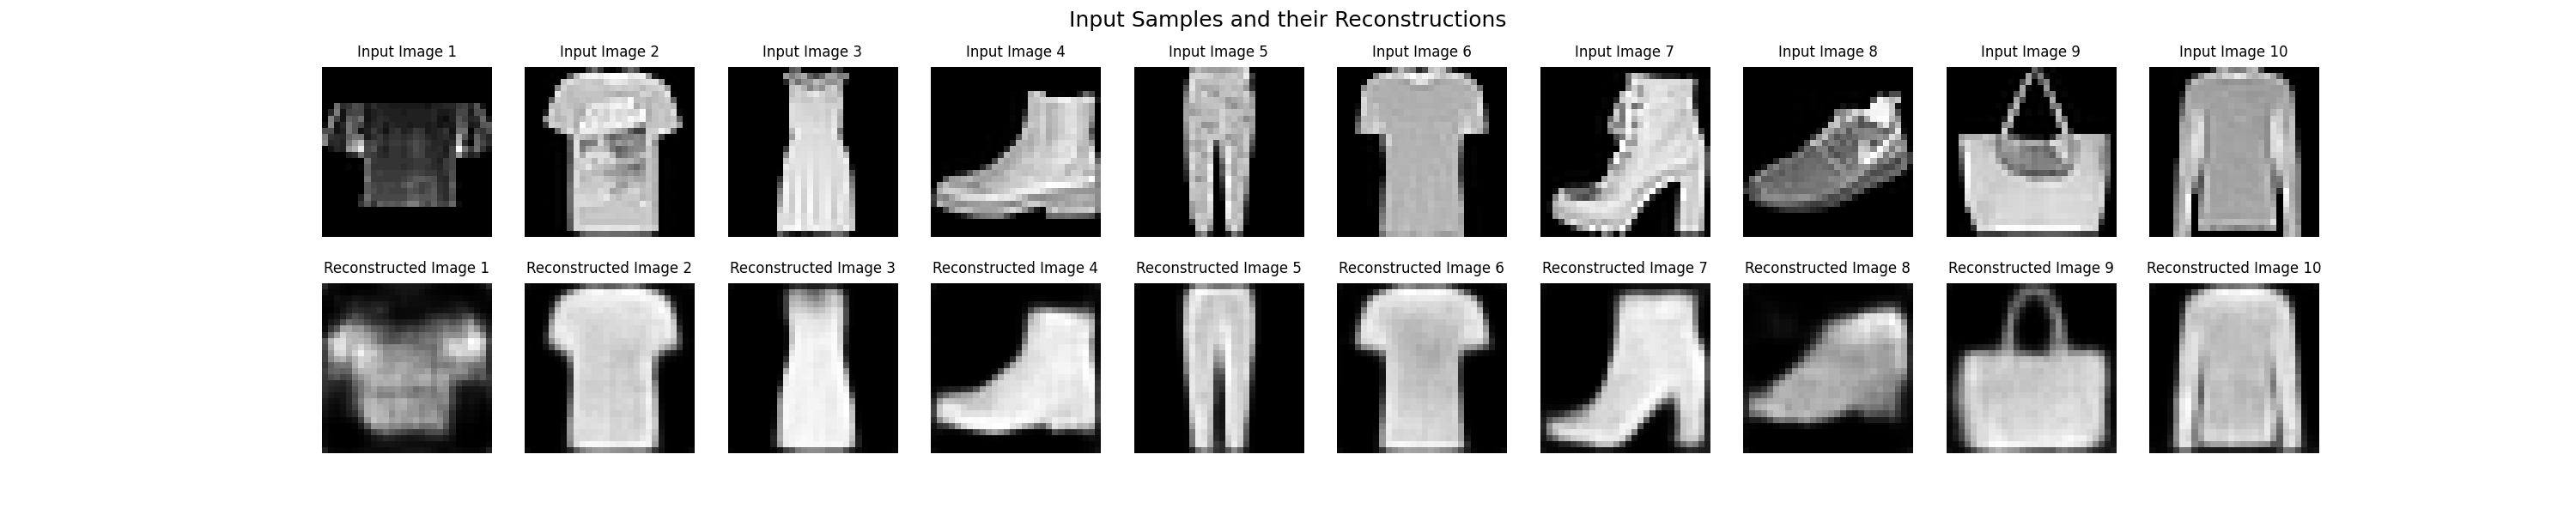 Input Samples and their Reconstructions
Input Image 1 Input Image 2 Input Image 3 Input Image 4 Input Image 5 Input Image 6 Input Image 7 Input Image 8 Input Image 9 Input Image 10
Reconstructed Image 1 Reconstructed Image 2 Reconstructed Image 3 Reconstructed Image 4 Reconstructed Image 5 Reconstructed Image 6 Reconstructed Image 7 Reconstructed Image 8 Reconstructed Image 9 Reconstructed Image 10